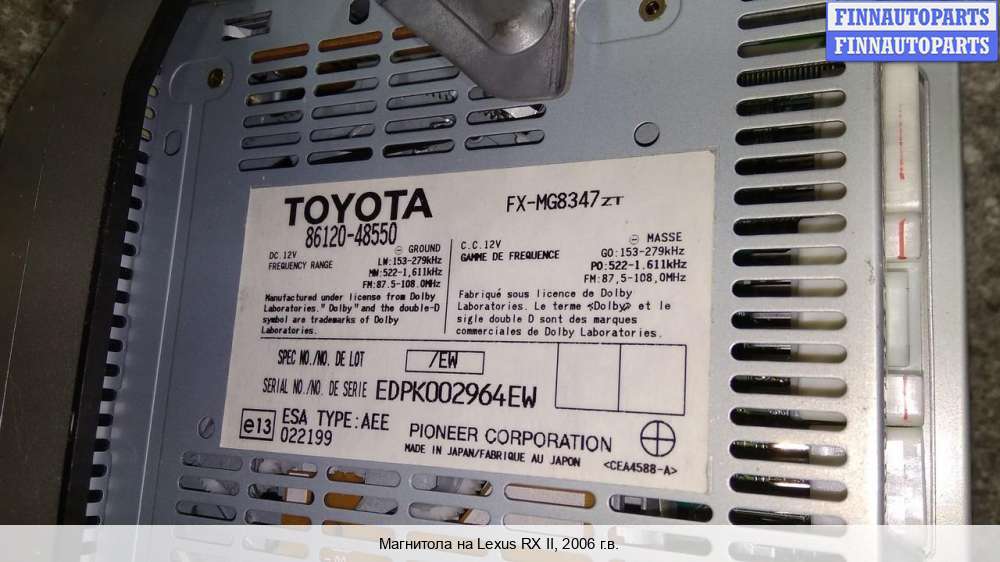 FINNAUTOPARTS
FINNAUTOPARTS
TOYOTA
FX-MG8347ZT
86120-48550
DC.12V ⊖ GROUND
FREQUENCY RANGE LW:153-279kHz
MW:522-1,611kHz
FM:87.5-108.0MHz
C.C.12V ⊖ MASSE
GAMME DE FREQUENCE GO:153-279kHz
PO:522-1.611kHz
FM:87,5-108,0MHz
Manufactured under license from Dolby
Laboratories." Dolby" and the double-D
symbol are trademarks of Dolby
Laboratories.
Fabriqué sous licence de Dolby
Laboratories. Le terme «Dolby» et le
sigle double D sont des marques
commerciales de Dolby Laboratories.
SPEC NO./NO. DE LOT /EW
SERIAL NO./NO. DE SERIE EDPK002964EW
e13 ESA TYPE:AEE
022199
PIONEER CORPORATION
MADE IN JAPAN/FABRIQUE AU JAPON
<CEA4588-A>
Магнитола на Lexus RX II, 2006 г.в.